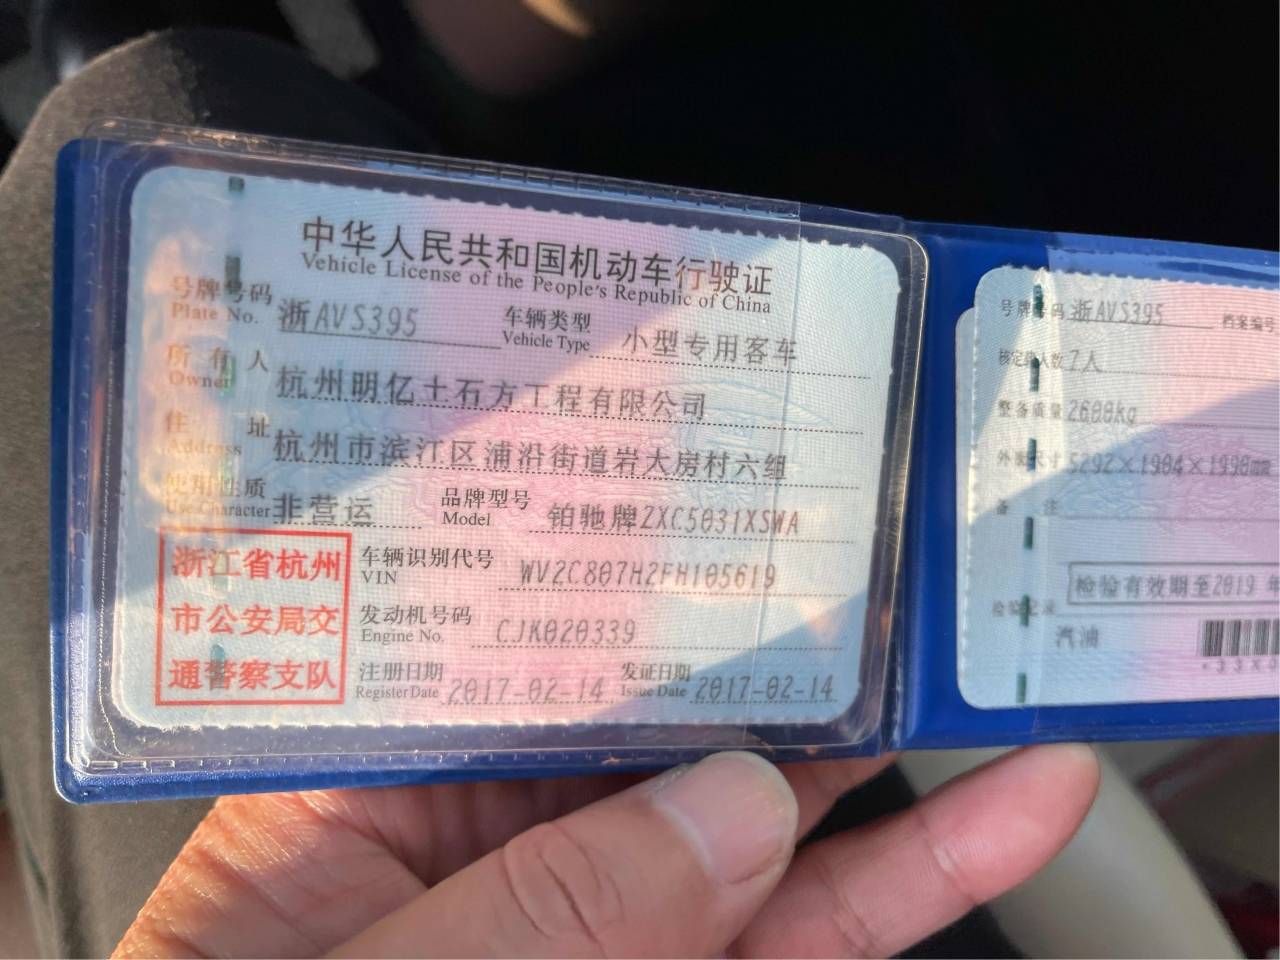 中华人民共和国机动车行驶证
Vehicle License of the People's Republic of China
号牌号码 浙AVS395 车辆类型 小型专用客车
Plate No. Vehicle Type
所有人 杭州明亿土石方工程有限公司
Owner
住址 杭州市滨江区浦沿街道岩大房村六组
Address
使用性质 非营运 品牌型号 铂驰牌ZXC5031XSWA
Use Character Model
浙江省杭州
市公安局交
通警察支队
车辆识别代号 WV2C807H2FH105619
VIN
发动机号码 CJK020339
Engine No.
注册日期 2017-02-14 发证日期 2017-02-14
Register Date Issue Date
号牌号码 浙AVS395 档案编号
核定载人数 7人
整备质量 2600kg
外廓尺寸 5292×1904×1990mm
备注
检验有效期至2019 年
检验记录
汽油